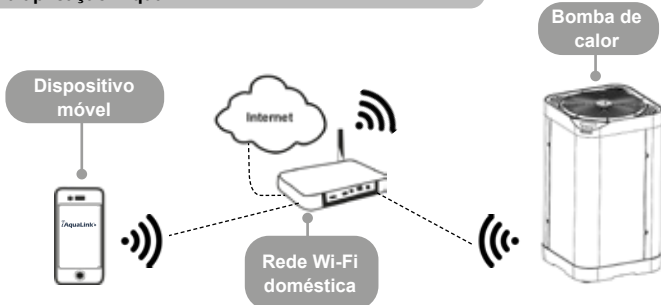 Bomba de
calor
Dispositivo
móvel
Internet
iAquaLink
Rede Wi-Fi
doméstica